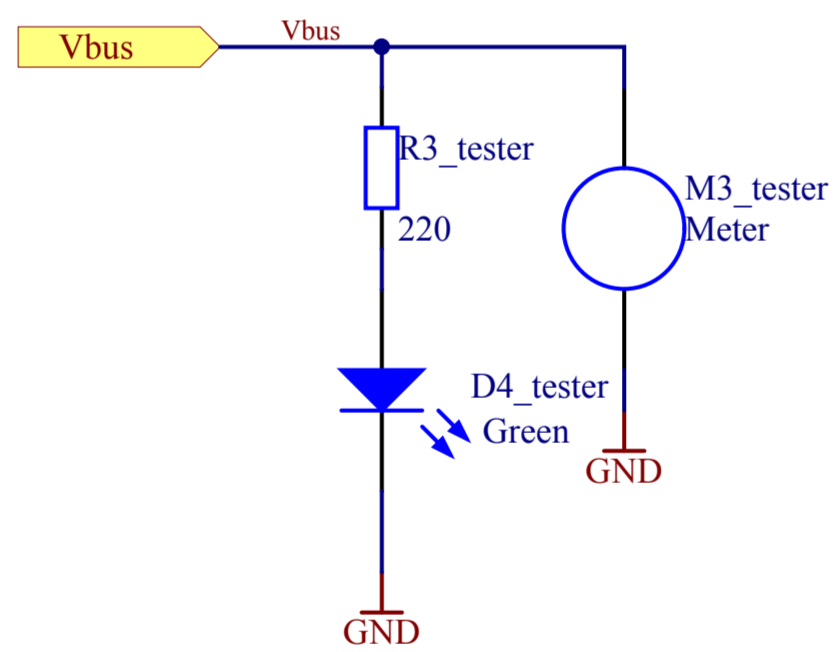 Vbus
Vbus
R3_tester
220
M3_tester
Meter
D4_tester
Green
GND
GND